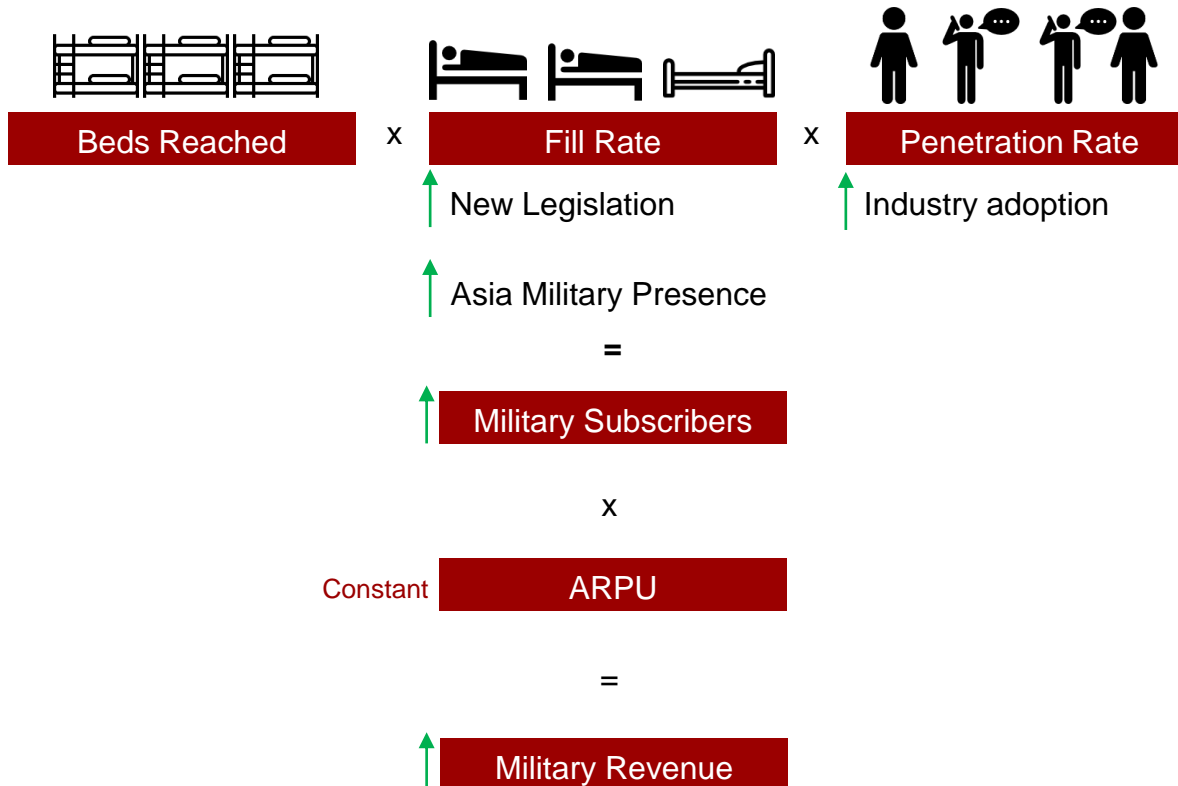 Beds Reached x Fill Rate x Penetration Rate
New Legislation
Industry adoption
Asia Military Presence
=
Military Subscribers
x
Constant ARPU
=
Military Revenue